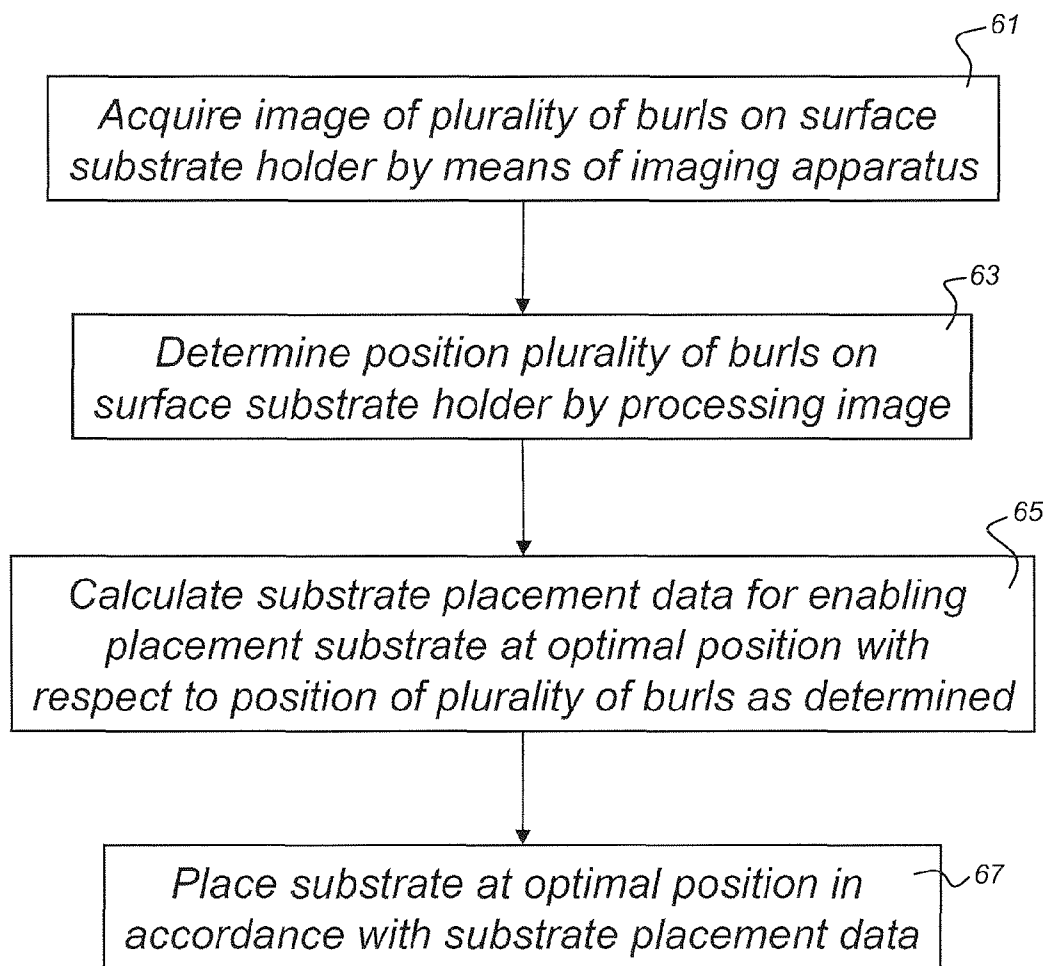 61
Acquire image of plurality of burls on surface
substrate holder by means of imaging apparatus
63
Determine position plurality of burls on
surface substrate holder by processing image
65
Calculate substrate placement data for enabling
placement substrate at optimal position with
respect to position of plurality of burls as determined
67
Place substrate at optimal position in
accordance with substrate placement data